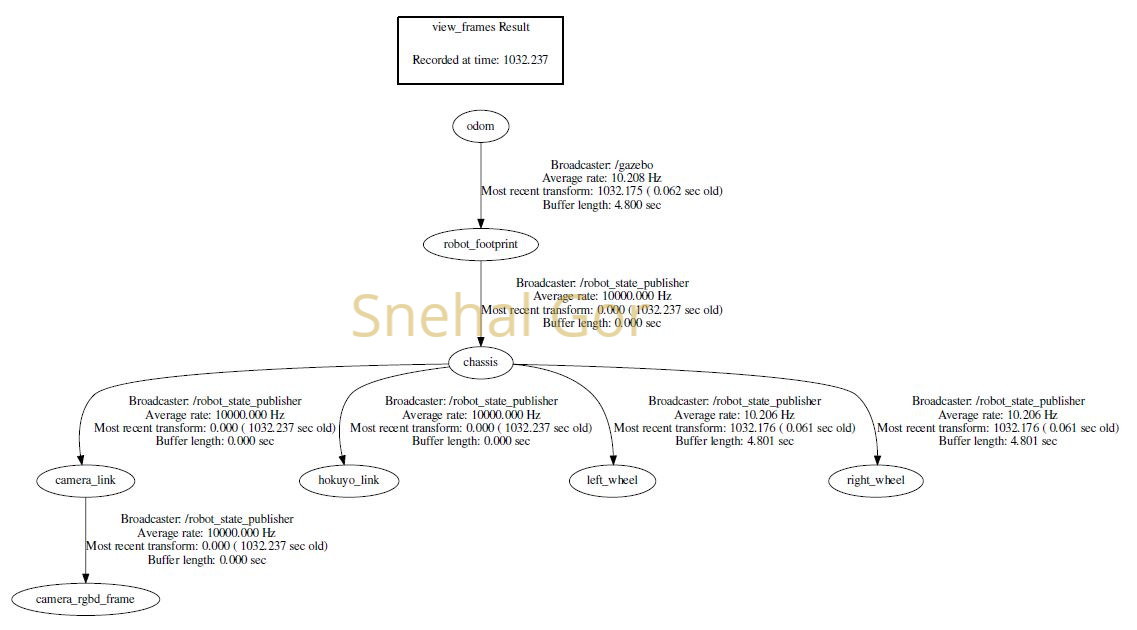 view_frames Result
Recorded at time: 1032.237
odom
Broadcaster: /gazebo
Average rate: 10.208 Hz
Most recent transform: 1032.175 ( 0.062 sec old)
Buffer length: 4.800 sec
robot_footprint
Broadcaster: /robot_state_publisher
Average rate: 10000.000 Hz
Most recent transform: 0.000 ( 1032.237 sec old)
Buffer length: 0.000 sec
Snehal Gor
chassis
Broadcaster: /robot_state_publisher
Average rate: 10000.000 Hz
Most recent transform: 0.000 ( 1032.237 sec old)
Buffer length: 0.000 sec
Broadcaster: /robot_state_publisher
Average rate: 10000.000 Hz
Most recent transform: 0.000 ( 1032.237 sec old)
Buffer length: 0.000 sec
Broadcaster: /robot_state_publisher
Average rate: 10.206 Hz
Most recent transform: 1032.176 ( 0.061 sec old)
Buffer length: 4.801 sec
Broadcaster: /robot_state_publisher
Average rate: 10.206 Hz
Most recent transform: 1032.176 ( 0.061 sec old)
Buffer length: 4.801 sec
camera_link
hokuyo_link
left_wheel
right_wheel
Broadcaster: /robot_state_publisher
Average rate: 10000.000 Hz
Most recent transform: 0.000 ( 1032.237 sec old)
Buffer length: 0.000 sec
camera_rgbd_frame